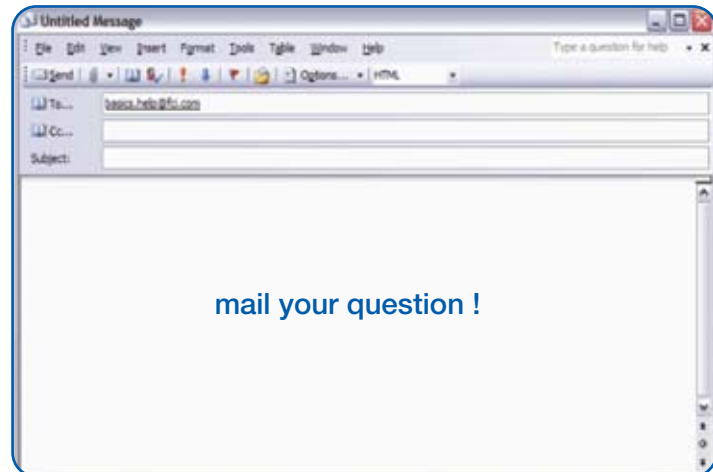 Untitled Message
File Edit View Insert Format Tools Table Window Help Type a question for help
Send Options... HTML
To... basics.help@fci.com
Cc...
Subject:
mail your question !